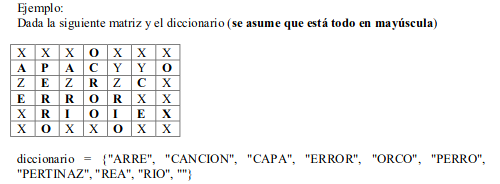 Ejemplo:
Dada la siguiente matriz y el diccionario (se asume que está todo en mayúscula)
X X X O X X X
A P A C Y Y O
Z E Z R Z C X
E R R O R X X
X R I O I E X
X O X X O X X
diccionario = {"ARRE", "CANCION", "CAPA", "ERROR", "ORCO", "PERRO",
"PERTINAZ", "REA", "RIO", ""}